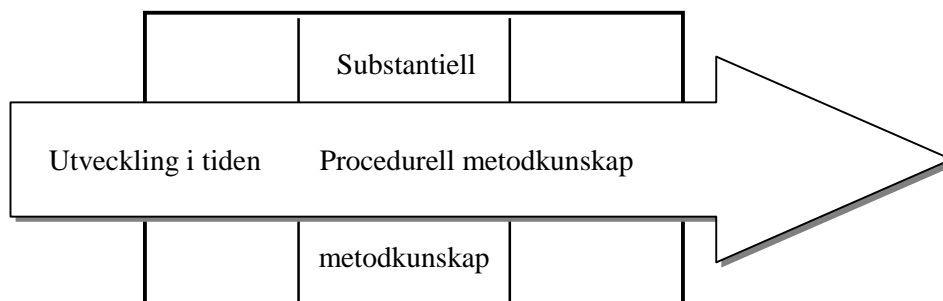 Substantiell
Utveckling i tiden Procedurell metodkunskap
metodkunskap